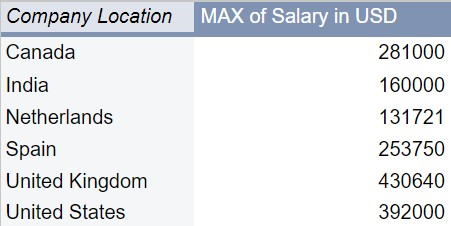 Company Location MAX of Salary in USD
Canada 281000
India 160000
Netherlands 131721
Spain 253750
United Kingdom 430640
United States 392000